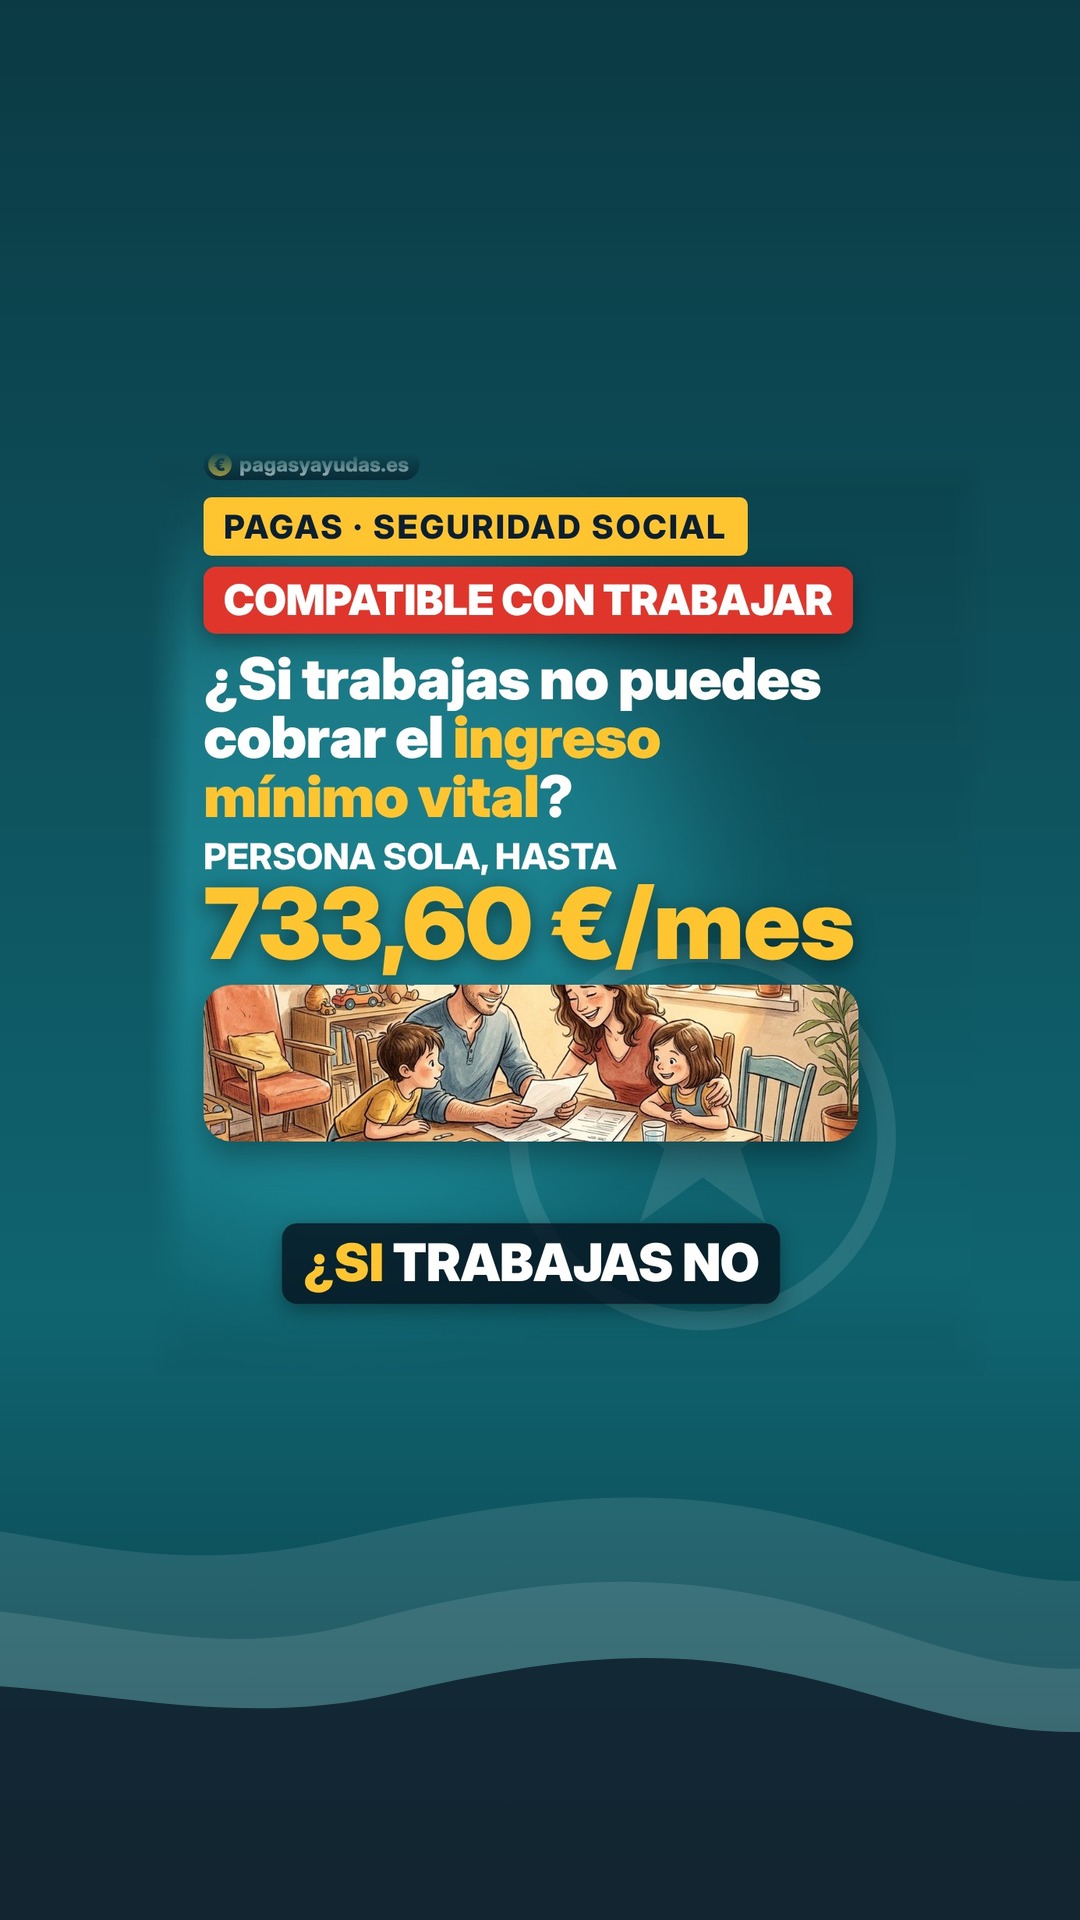 € pagasyayudas.es
PAGAS · SEGURIDAD SOCIAL
COMPATIBLE CON TRABAJAR
¿Si trabajas no puedes
cobrar el ingreso
mínimo vital?
PERSONA SOLA, HASTA
733,60 €/mes
¿SI TRABAJAS NO